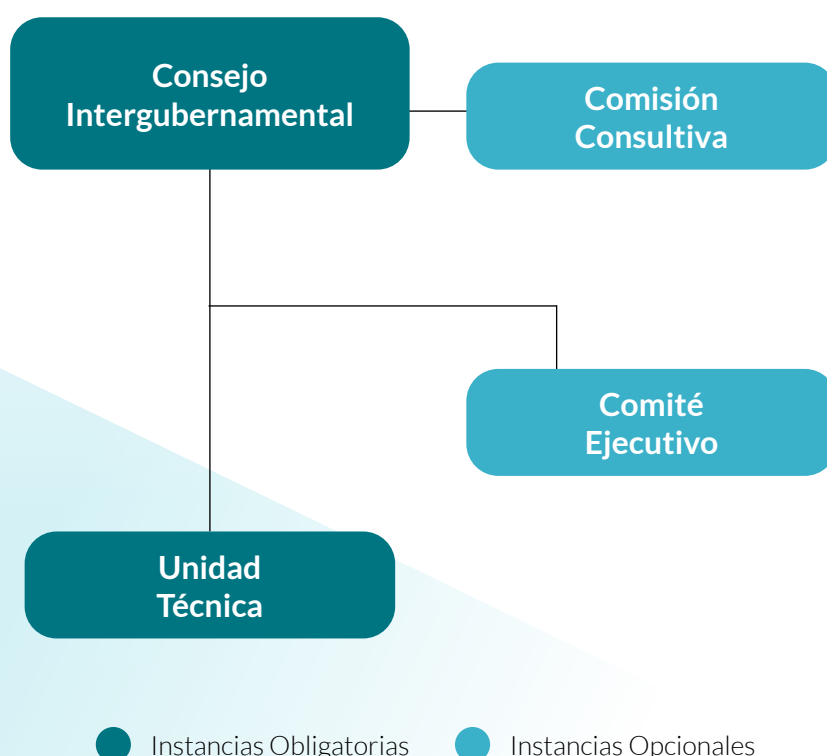 Consejo
Intergubernamental
Comisión
Consultiva
Comité
Ejecutivo
Unidad
Técnica
Instancias Obligatorias
Instancias Opcionales